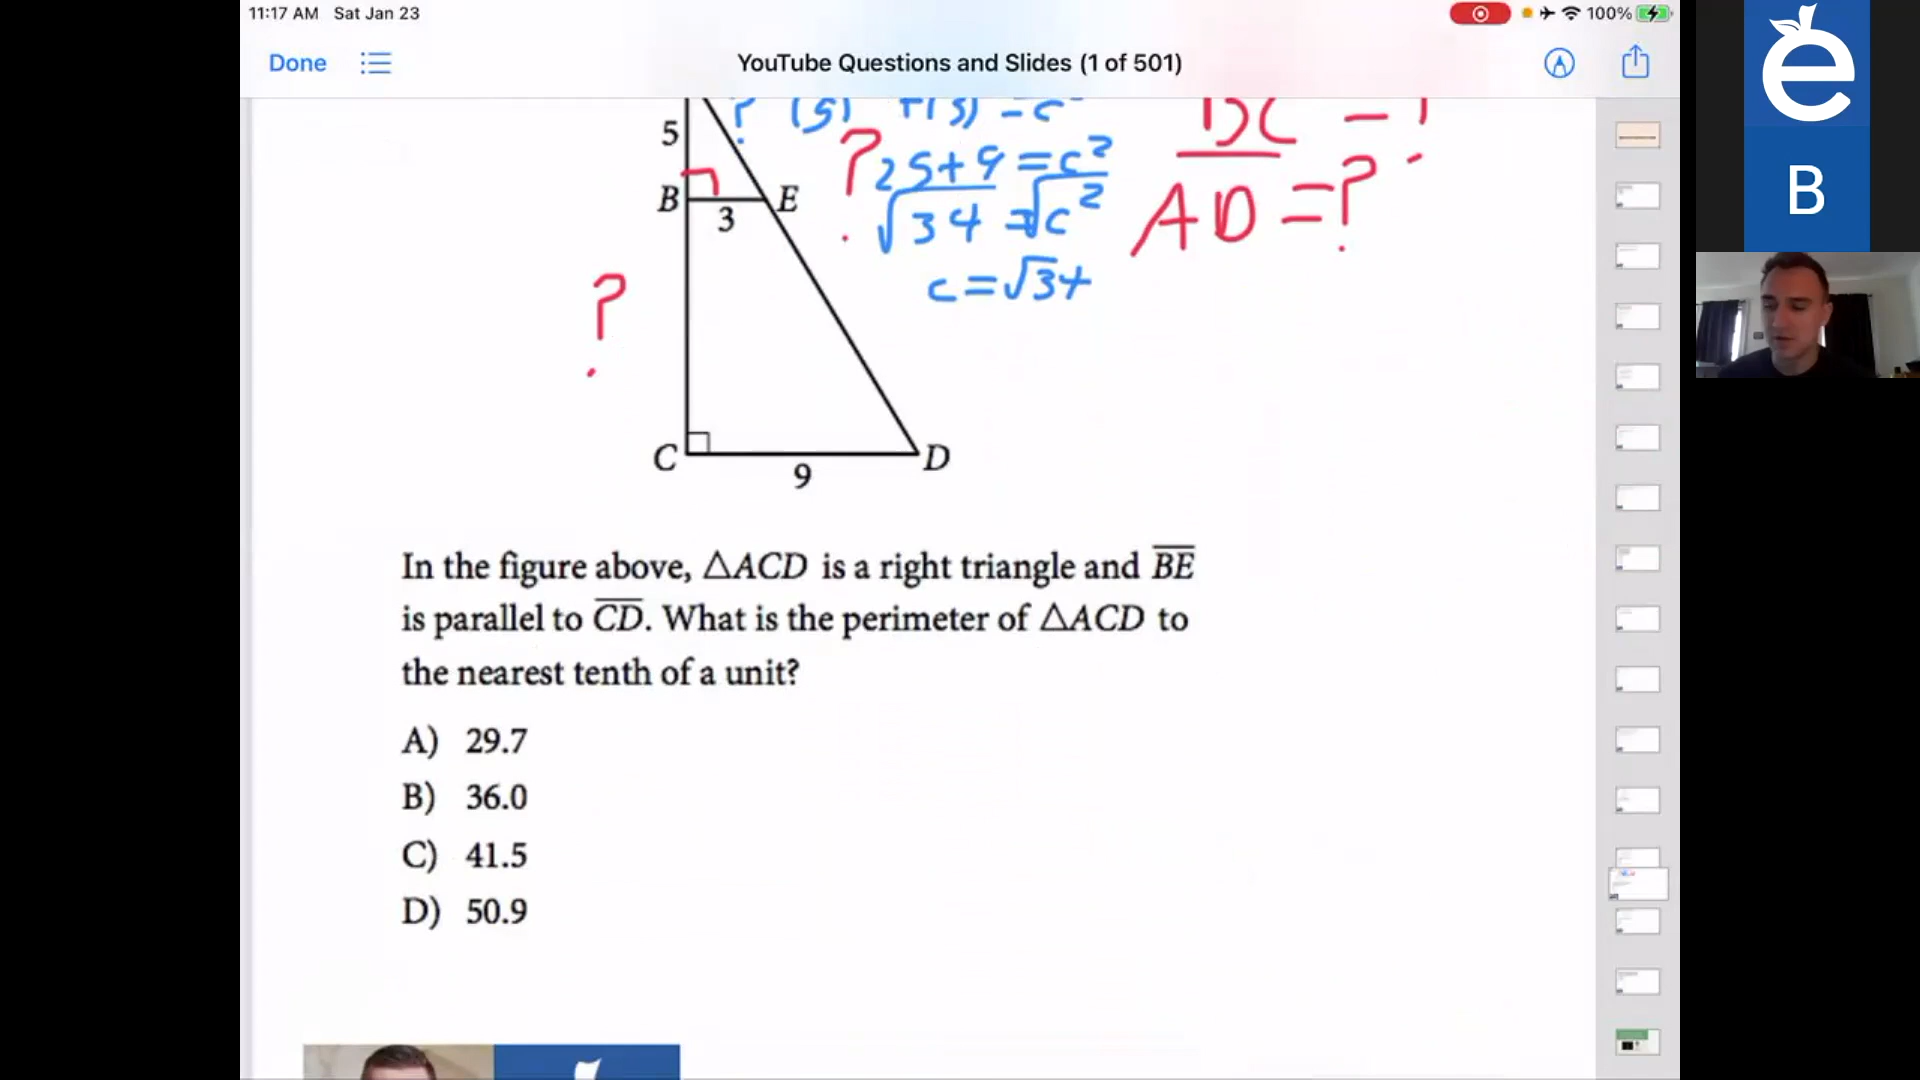 11:17 AM Sat Jan 23
100%
Done
YouTube Questions and Slides (1 of 501)
e
B
5
?
?
25+9=c²
√34=√c²
c=√34
AD=?
B
3
E
?
C
9
D
In the figure above, △ACD is a right triangle and B̅E̅
is parallel to C̅D̅. What is the perimeter of △ACD to
the nearest tenth of a unit?
A) 29.7
B) 36.0
C) 41.5
D) 50.9